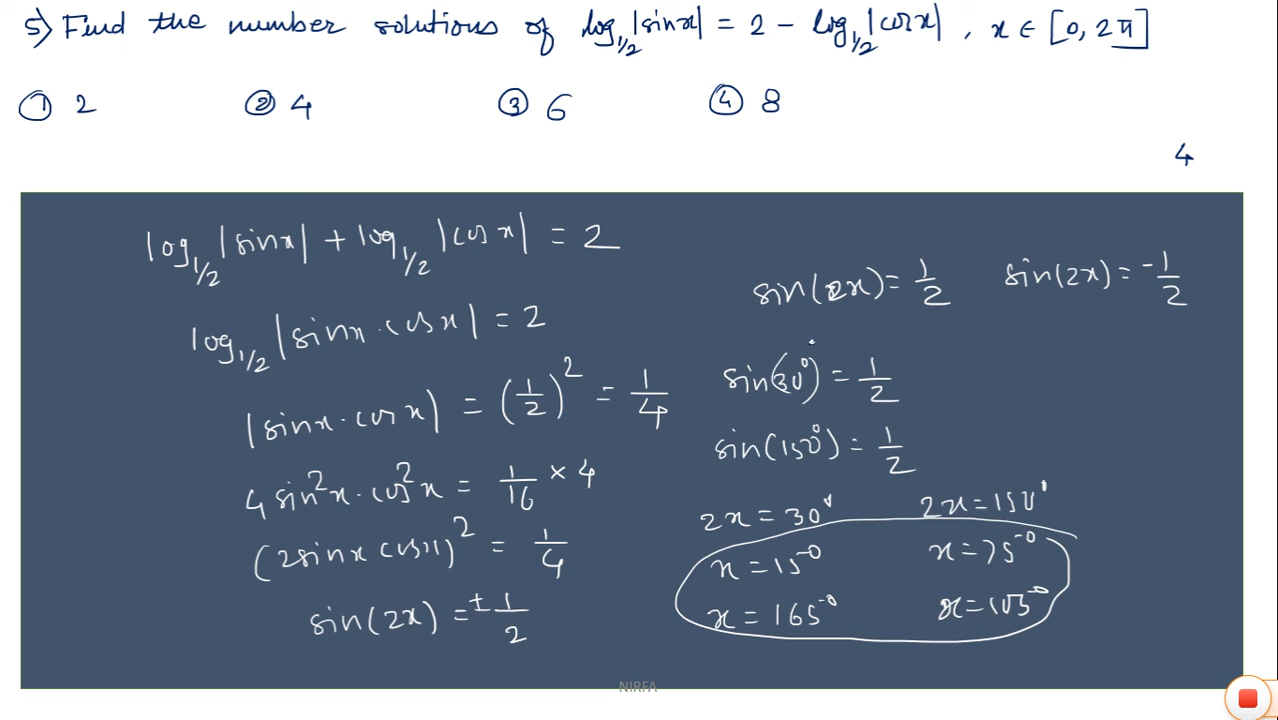 5) Find the number solutions of log_{1/2}|sinx| = 2 - log_{1/2}|cosx|, x ∈ [0, 2π]
① 2 ② 4 ③ 6 ④ 8
4
log_{1/2}|sinx| + log_{1/2}|cosx| = 2
log_{1/2}|sinx·cosx| = 2
|sinx·cosx| = (1/2)^2 = 1/4
4sin^2x·cos^2x = 1/16 × 4
(2sinx cosx)^2 = 1/4
sin(2x) = ±1/2
sin(2x) = 1/2 sin(2x) = -1/2
sin(30°) = 1/2
sin(150°) = 1/2
2x = 30° 2x = 150°
x = 15° x = 75°
x = 165° x = 105°
NIRFA